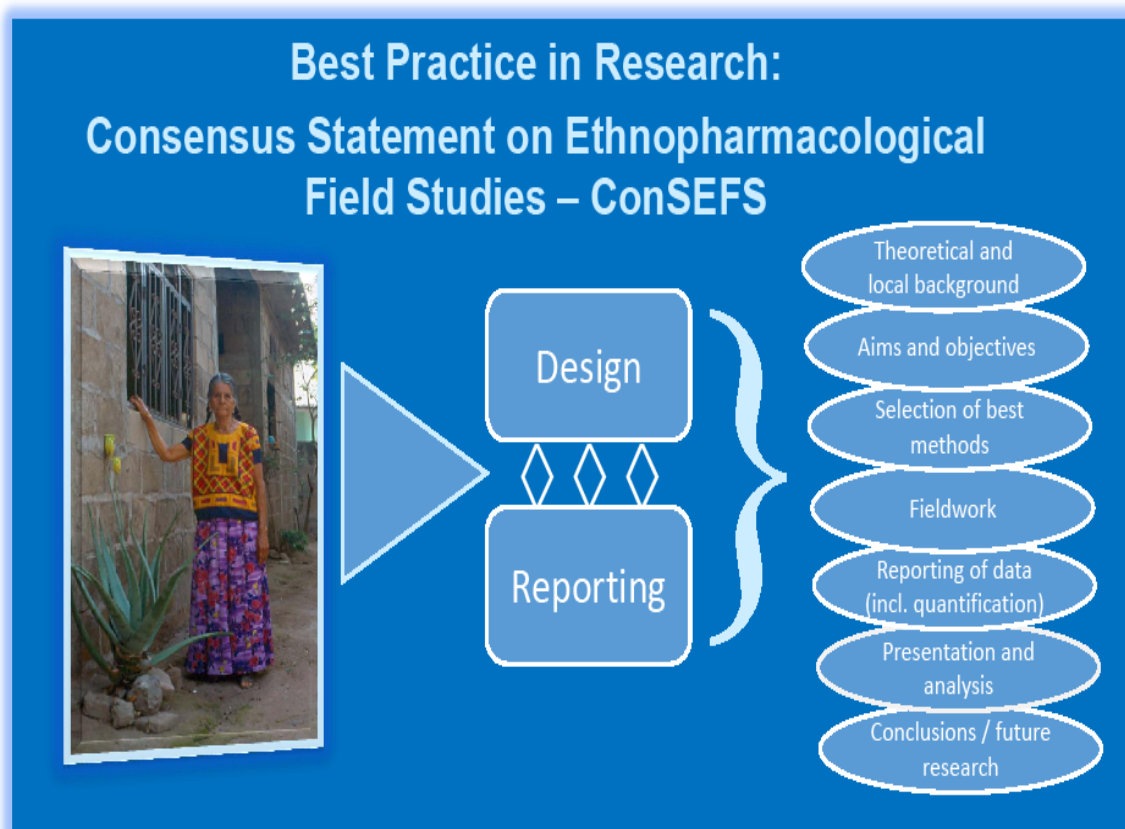 Best Practice in Research:
Consensus Statement on Ethnopharmacological
Field Studies – ConSEFS
Design
Reporting
Theoretical and
local background
Aims and objectives
Selection of best
methods
Fieldwork
Reporting of data
(incl. quantification)
Presentation and
analysis
Conclusions / future
research